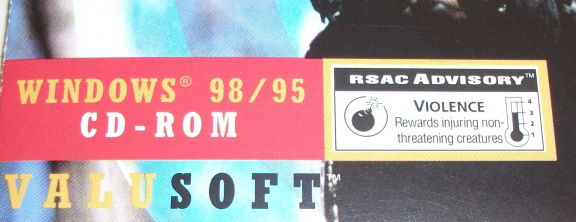 WINDOWS® 98/95
CD-ROM
RSAC ADVISORY™
VIOLENCE
Rewards injuring non-
threatening creatures
4
3
2
1
VALUSOFT™